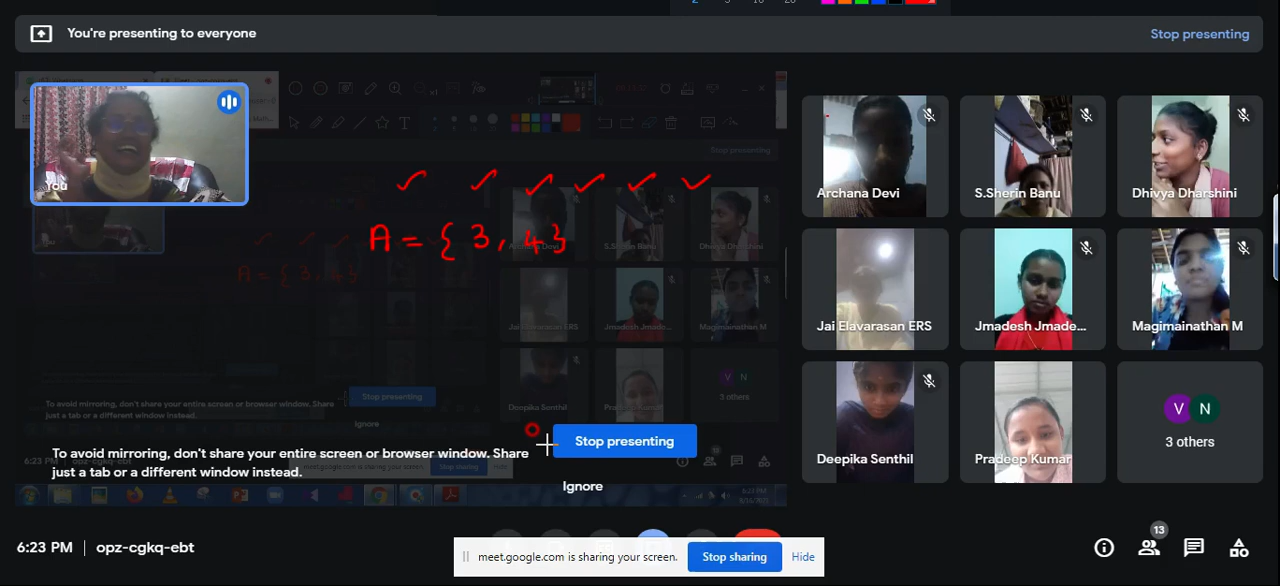 You're presenting to everyone
Stop presenting
You
Archana Devi
S.Sherin Banu
Dhivya Dharshini
A = { 3, 4 }
Jai Elavarasan ERS
Jmadesh Jmade...
Magimainathan M
Deepika Senthil
Pradeep Kumar
V N
3 others
To avoid mirroring, don't share your entire screen or browser window. Share
just a tab or a different window instead.
Stop presenting
Ignore
6:23 PM | opz-cgkq-ebt
13
meet.google.com is sharing your screen.
Stop sharing
Hide